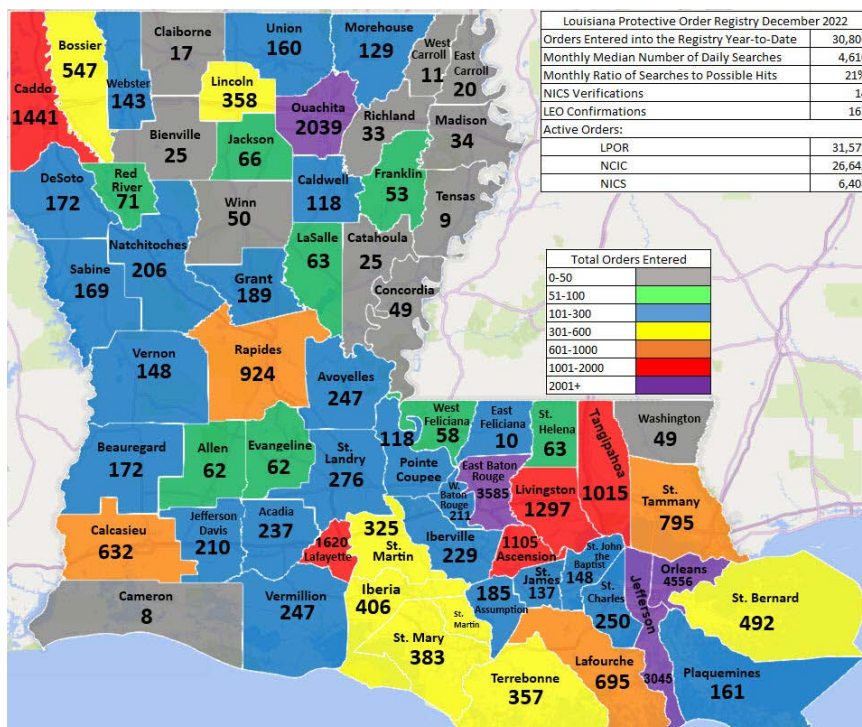 Louisiana Protective Order Registry December 2022
Orders Entered into the Registry Year-to-Date
Monthly Median Number of Daily Searches
Monthly Ratio of Searches to Possible Hits 21%
NICS Verifications
LEO Confirmations
Active Orders:
LPOR
NCIC
NICS
Total Orders Entered
0-50
51-100
101-300
301-600
601-1000
1001-2000
2001+
Caddo
1441
Bossier
547
Webster
143
Claiborne
17
Union
160
Lincoln
358
Morehouse
129
West
Carroll
11
East
Carroll
20
Ouachita
2039
Richland
33
Madison
34
Bienville
25
Jackson
66
DeSoto
172
Red
River
71
Winn
50
Caldwell
118
Franklin
53
Tensas
9
Natchitoches
206
Sabine
169
Grant
189
LaSalle
63
Catahoula
25
Concordia
49
Vernon
148
Rapides
924
Avoyelles
247
Beauregard
172
Allen
62
Evangeline
62
St.
Landry
276
118
Pointe
Coupee
West
Feliciana
58
East
Feliciana
10
St.
Helena
63
Tangipahoa
1015
Washington
49
East Baton
Rouge
3585
W.
Baton
Rouge
211
Livingston
1297
St.
Tammany
795
Calcasieu
632
Jefferson
Davis
210
Acadia
237
1620
Lafayette
325
St.
Martin
Iberville
229
1105
Ascension
St. John
the
Baptist
148
St.
James
137
185
Assumption
St.
Charles
250
Jefferson
3045
Orleans
4556
St. Bernard
492
Cameron
8
Vermillion
247
Iberia
406
St.
Martin
St. Mary
383
Terrebonne
357
Lafourche
695
Plaquemines
161